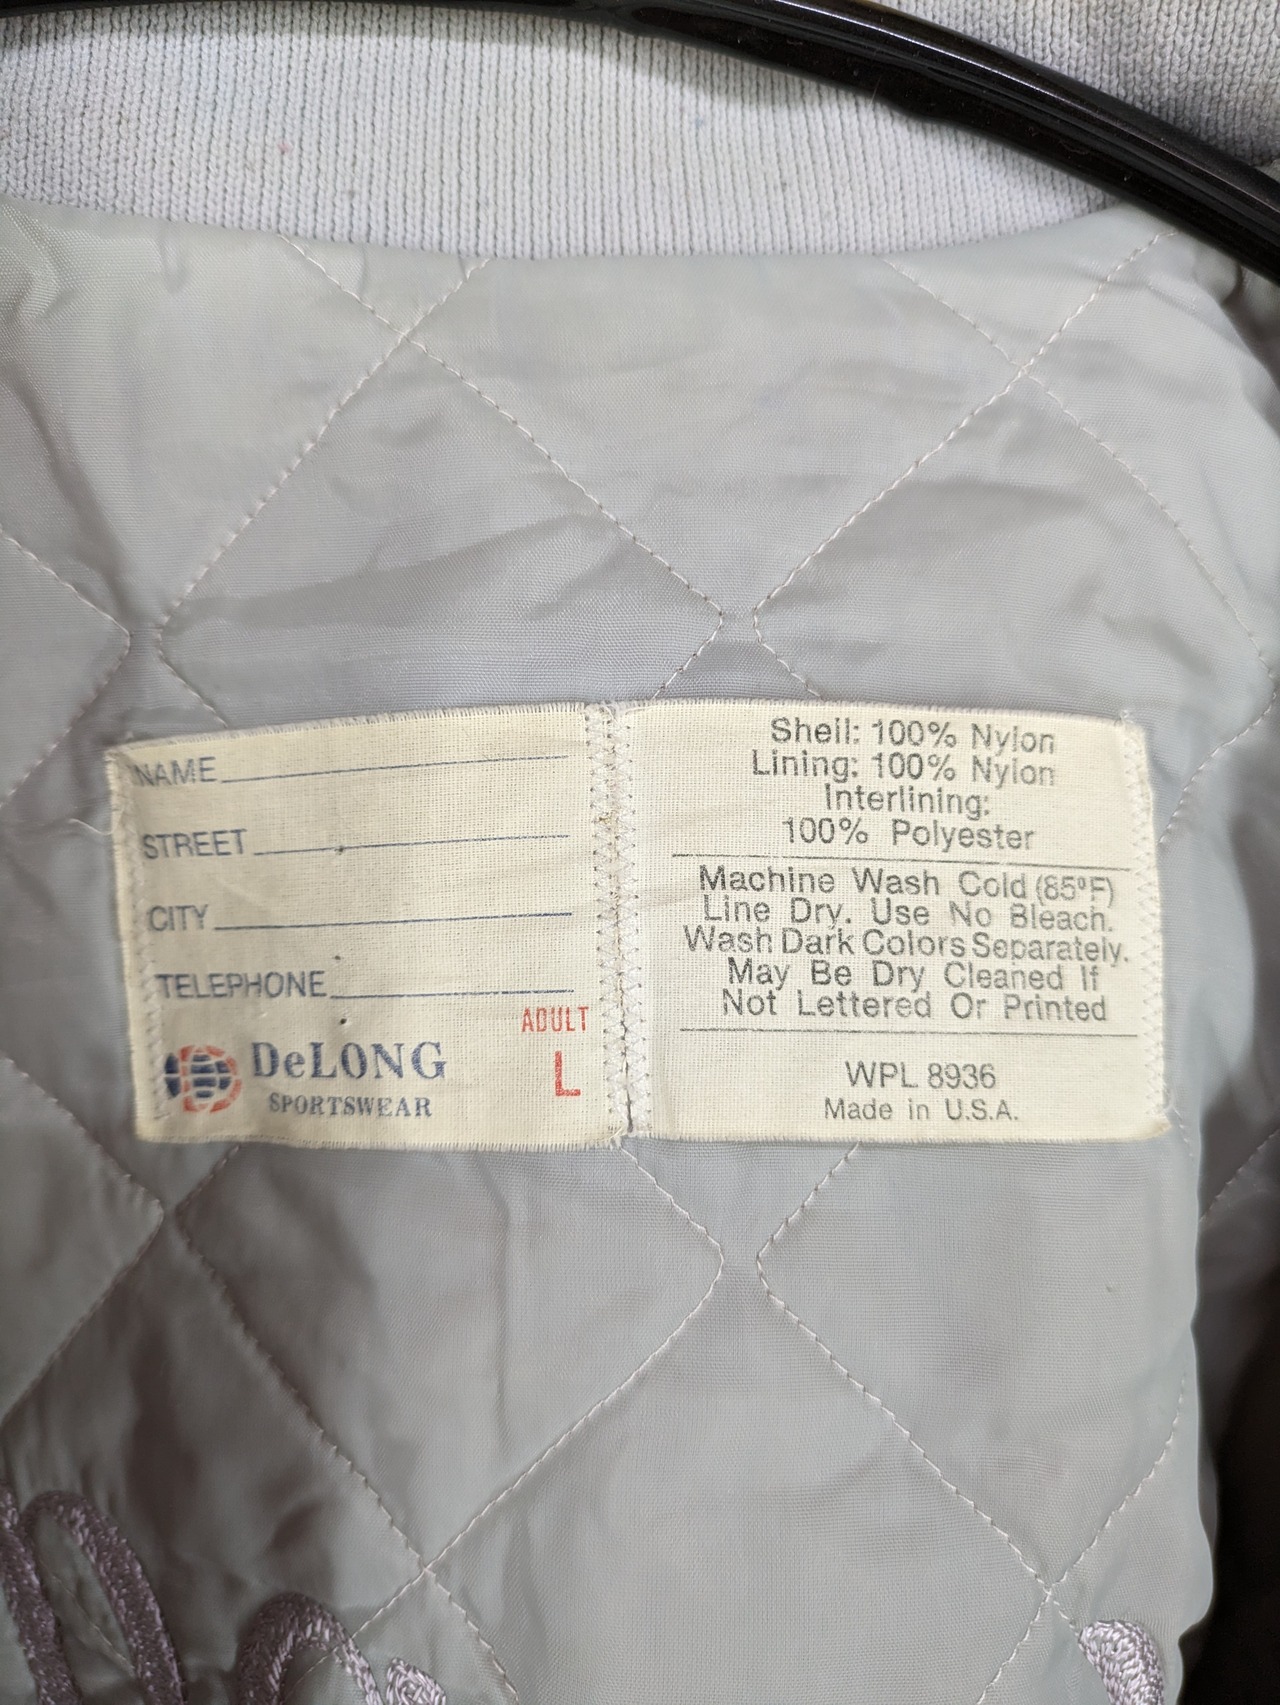 NAME
STREET
CITY
TELEPHONE
ADULT
L
DeLONG
SPORTSWEAR
Shell: 100% Nylon
Lining: 100% Nylon
Interlining:
100% Polyester
Machine Wash Cold (85°F)
Line Dry. Use No Bleach.
Wash Dark Colors Separately.
May Be Dry Cleaned If
Not Lettered Or Printed
WPL 8936
Made in U.S.A.